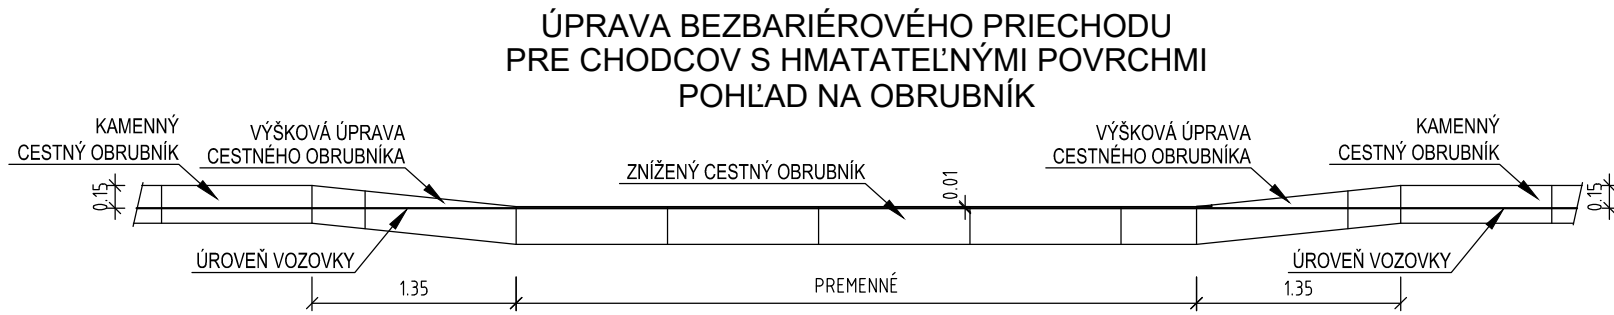 ÚPRAVA BEZBARIÉROVÉHO PRIECHODU
PRE CHODCOV S HMATATEĽNÝMI POVRCHMI
POHĽAD NA OBRUBNÍK
KAMENNÝ
CESTNÝ OBRUBNÍK
VÝŠKOVÁ ÚPRAVA
CESTNÉHO OBRUBNÍKA
ZNÍŽENÝ CESTNÝ OBRUBNÍK
0.01
VÝŠKOVÁ ÚPRAVA
CESTNÉHO OBRUBNÍKA
KAMENNÝ
CESTNÝ OBRUBNÍK
0.15
0.15
ÚROVEŇ VOZOVKY
ÚROVEŇ VOZOVKY
1.35
PREMENNÉ
1.35